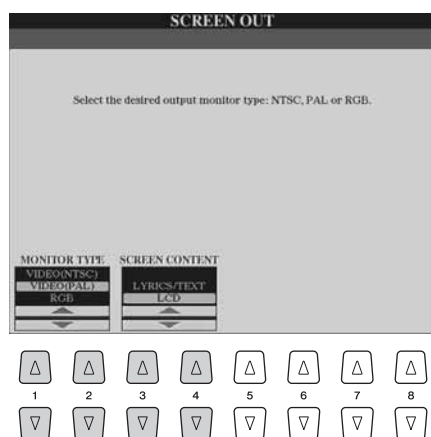 SCREEN OUT
Select the desired output monitor type: NTSC, PAL or RGB.
MONITOR TYPE SCREEN CONTENT
VIDEO(NTSC)
VIDEO(PAL) LYRICS/TEXT
RGB LCD
1 2 3 4 5 6 7 8